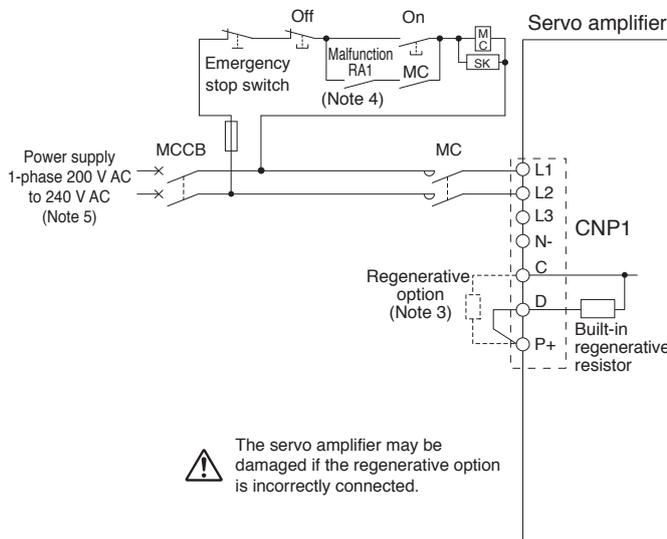 Off
On
Servo amplifier
M
C
SK
Emergency
stop switch
Malfunction
RA1
MC
(Note 4)
MCCB
MC
Power supply
1-phase 200 V AC
to 240 V AC
(Note 5)
L1
L2
L3
N-
CNP1
C
Regenerative
option
(Note 3)
D
P+
Built-in
regenerative
resistor
The servo amplifier may be
damaged if the regenerative option
is incorrectly connected.